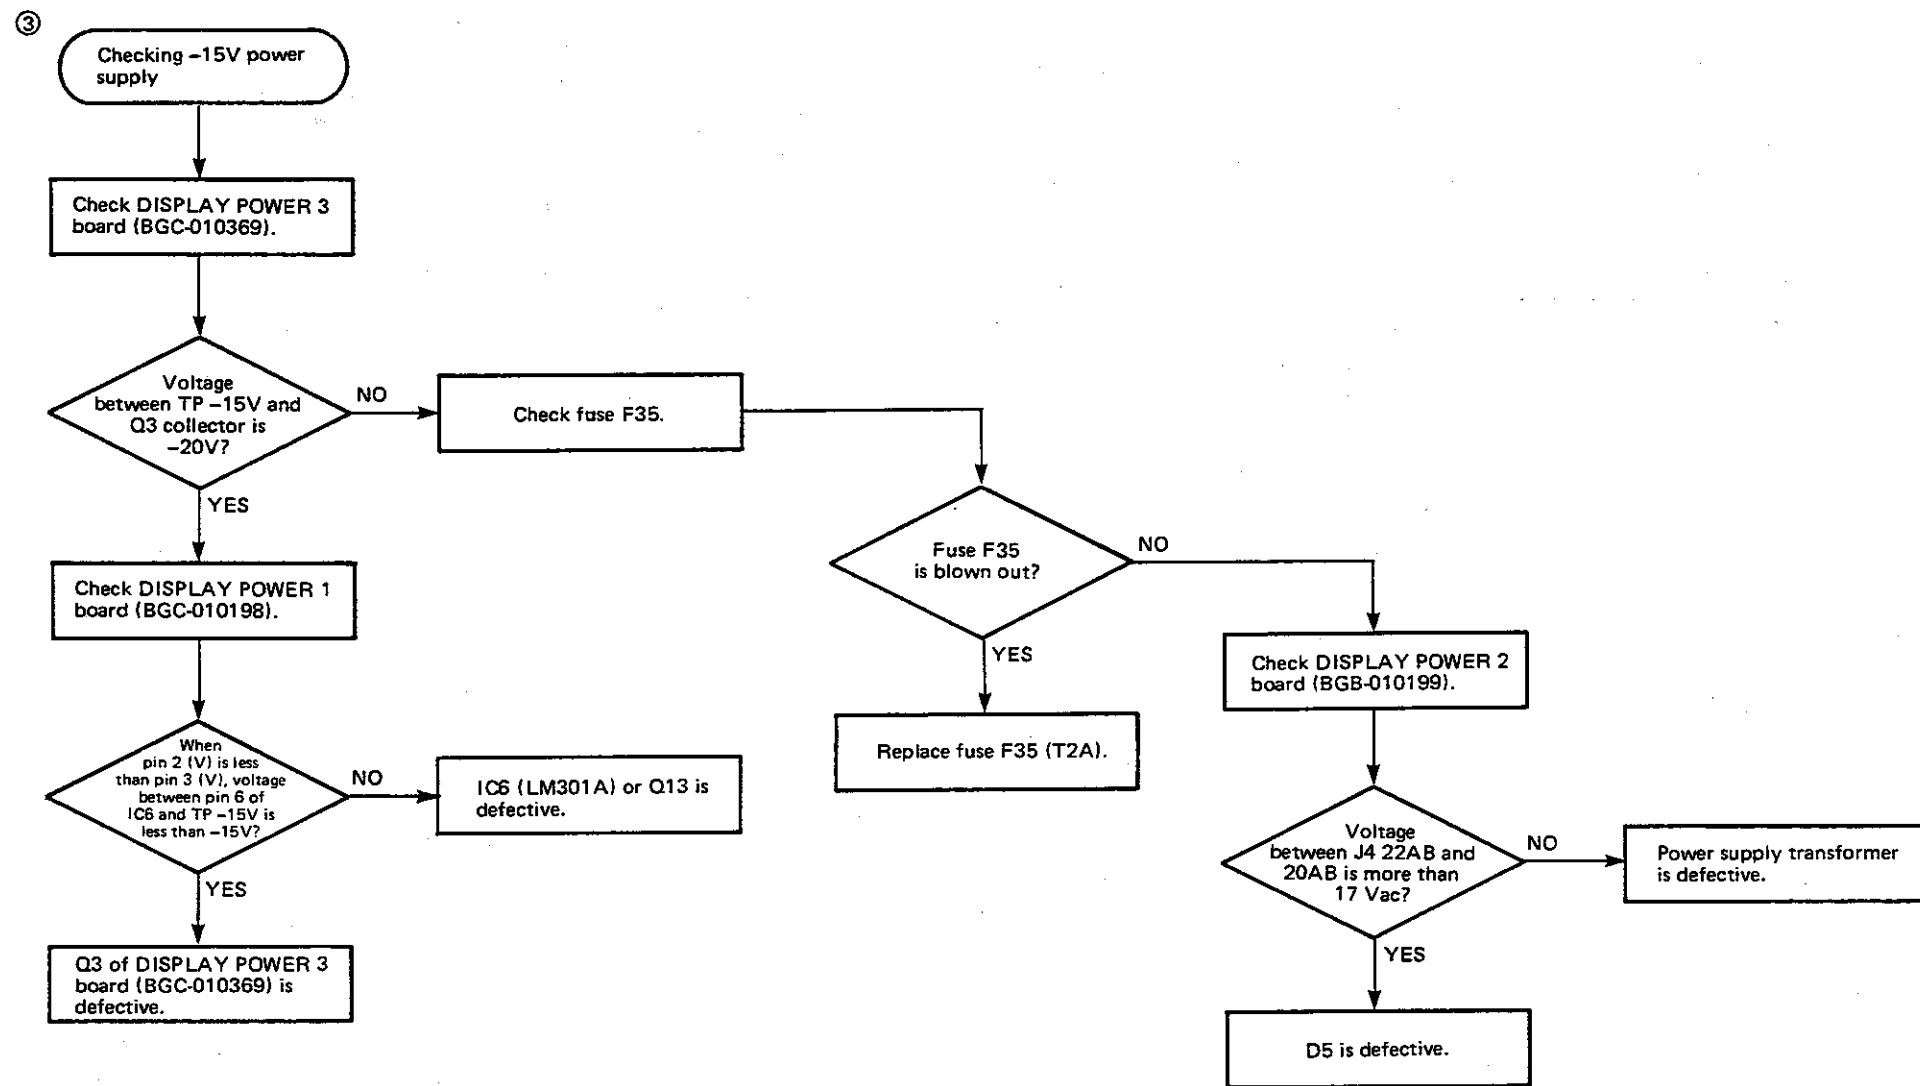 ③
Checking –15V power
supply
Check DISPLAY POWER 3
board (BGC-010369).
Voltage
between TP –15V and
Q3 collector is
–20V?
NO
YES
Check fuse F35.
Fuse F35
is blown out?
NO
YES
Replace fuse F35 (T2A).
Check DISPLAY POWER 2
board (BGB-010199).
Voltage
between J4 22AB and
20AB is more than
17 Vac?
NO
YES
Power supply transformer
is defective.
D5 is defective.
Check DISPLAY POWER 1
board (BGC-010198).
When
pin 2 (V) is less
than pin 3 (V), voltage
between pin 6 of
IC6 and TP –15V is
less than –15V?
NO
YES
IC6 (LM301A) or Q13 is
defective.
Q3 of DISPLAY POWER 3
board (BGC-010369) is
defective.